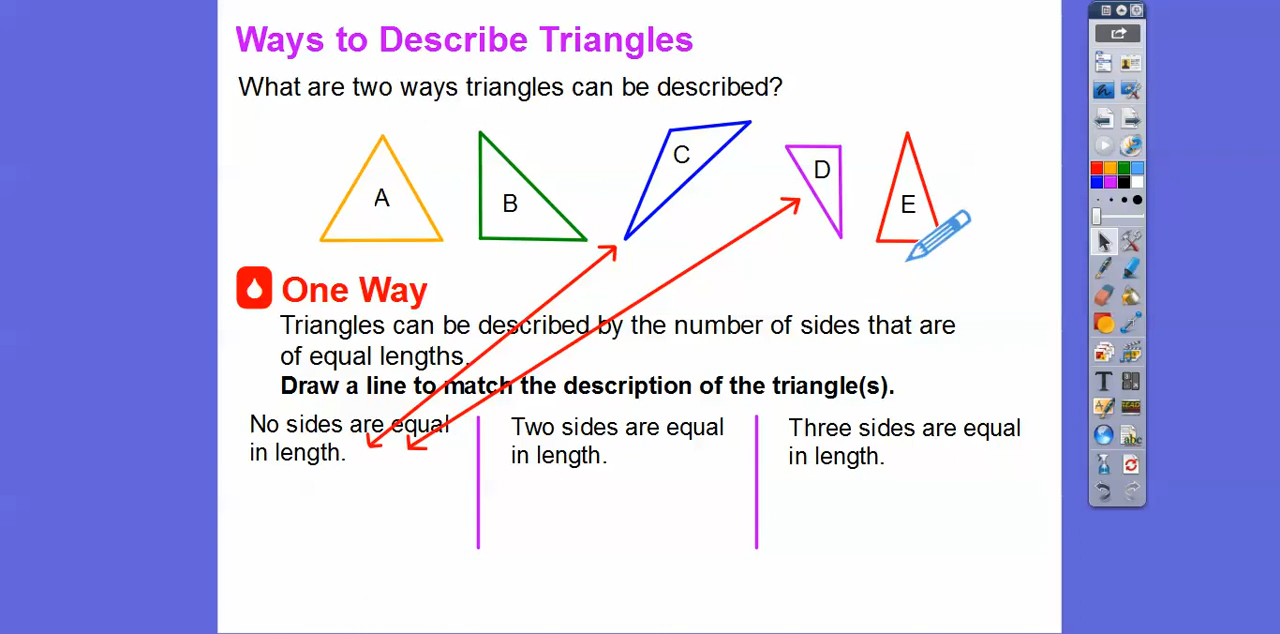 Ways to Describe Triangles
What are two ways triangles can be described?
A
B
C
D
E
One Way
Triangles can be described by the number of sides that are
of equal lengths.
Draw a line to match the description of the triangle(s).
No sides are equal
in length.
Two sides are equal
in length.
Three sides are equal
in length.
T
abc